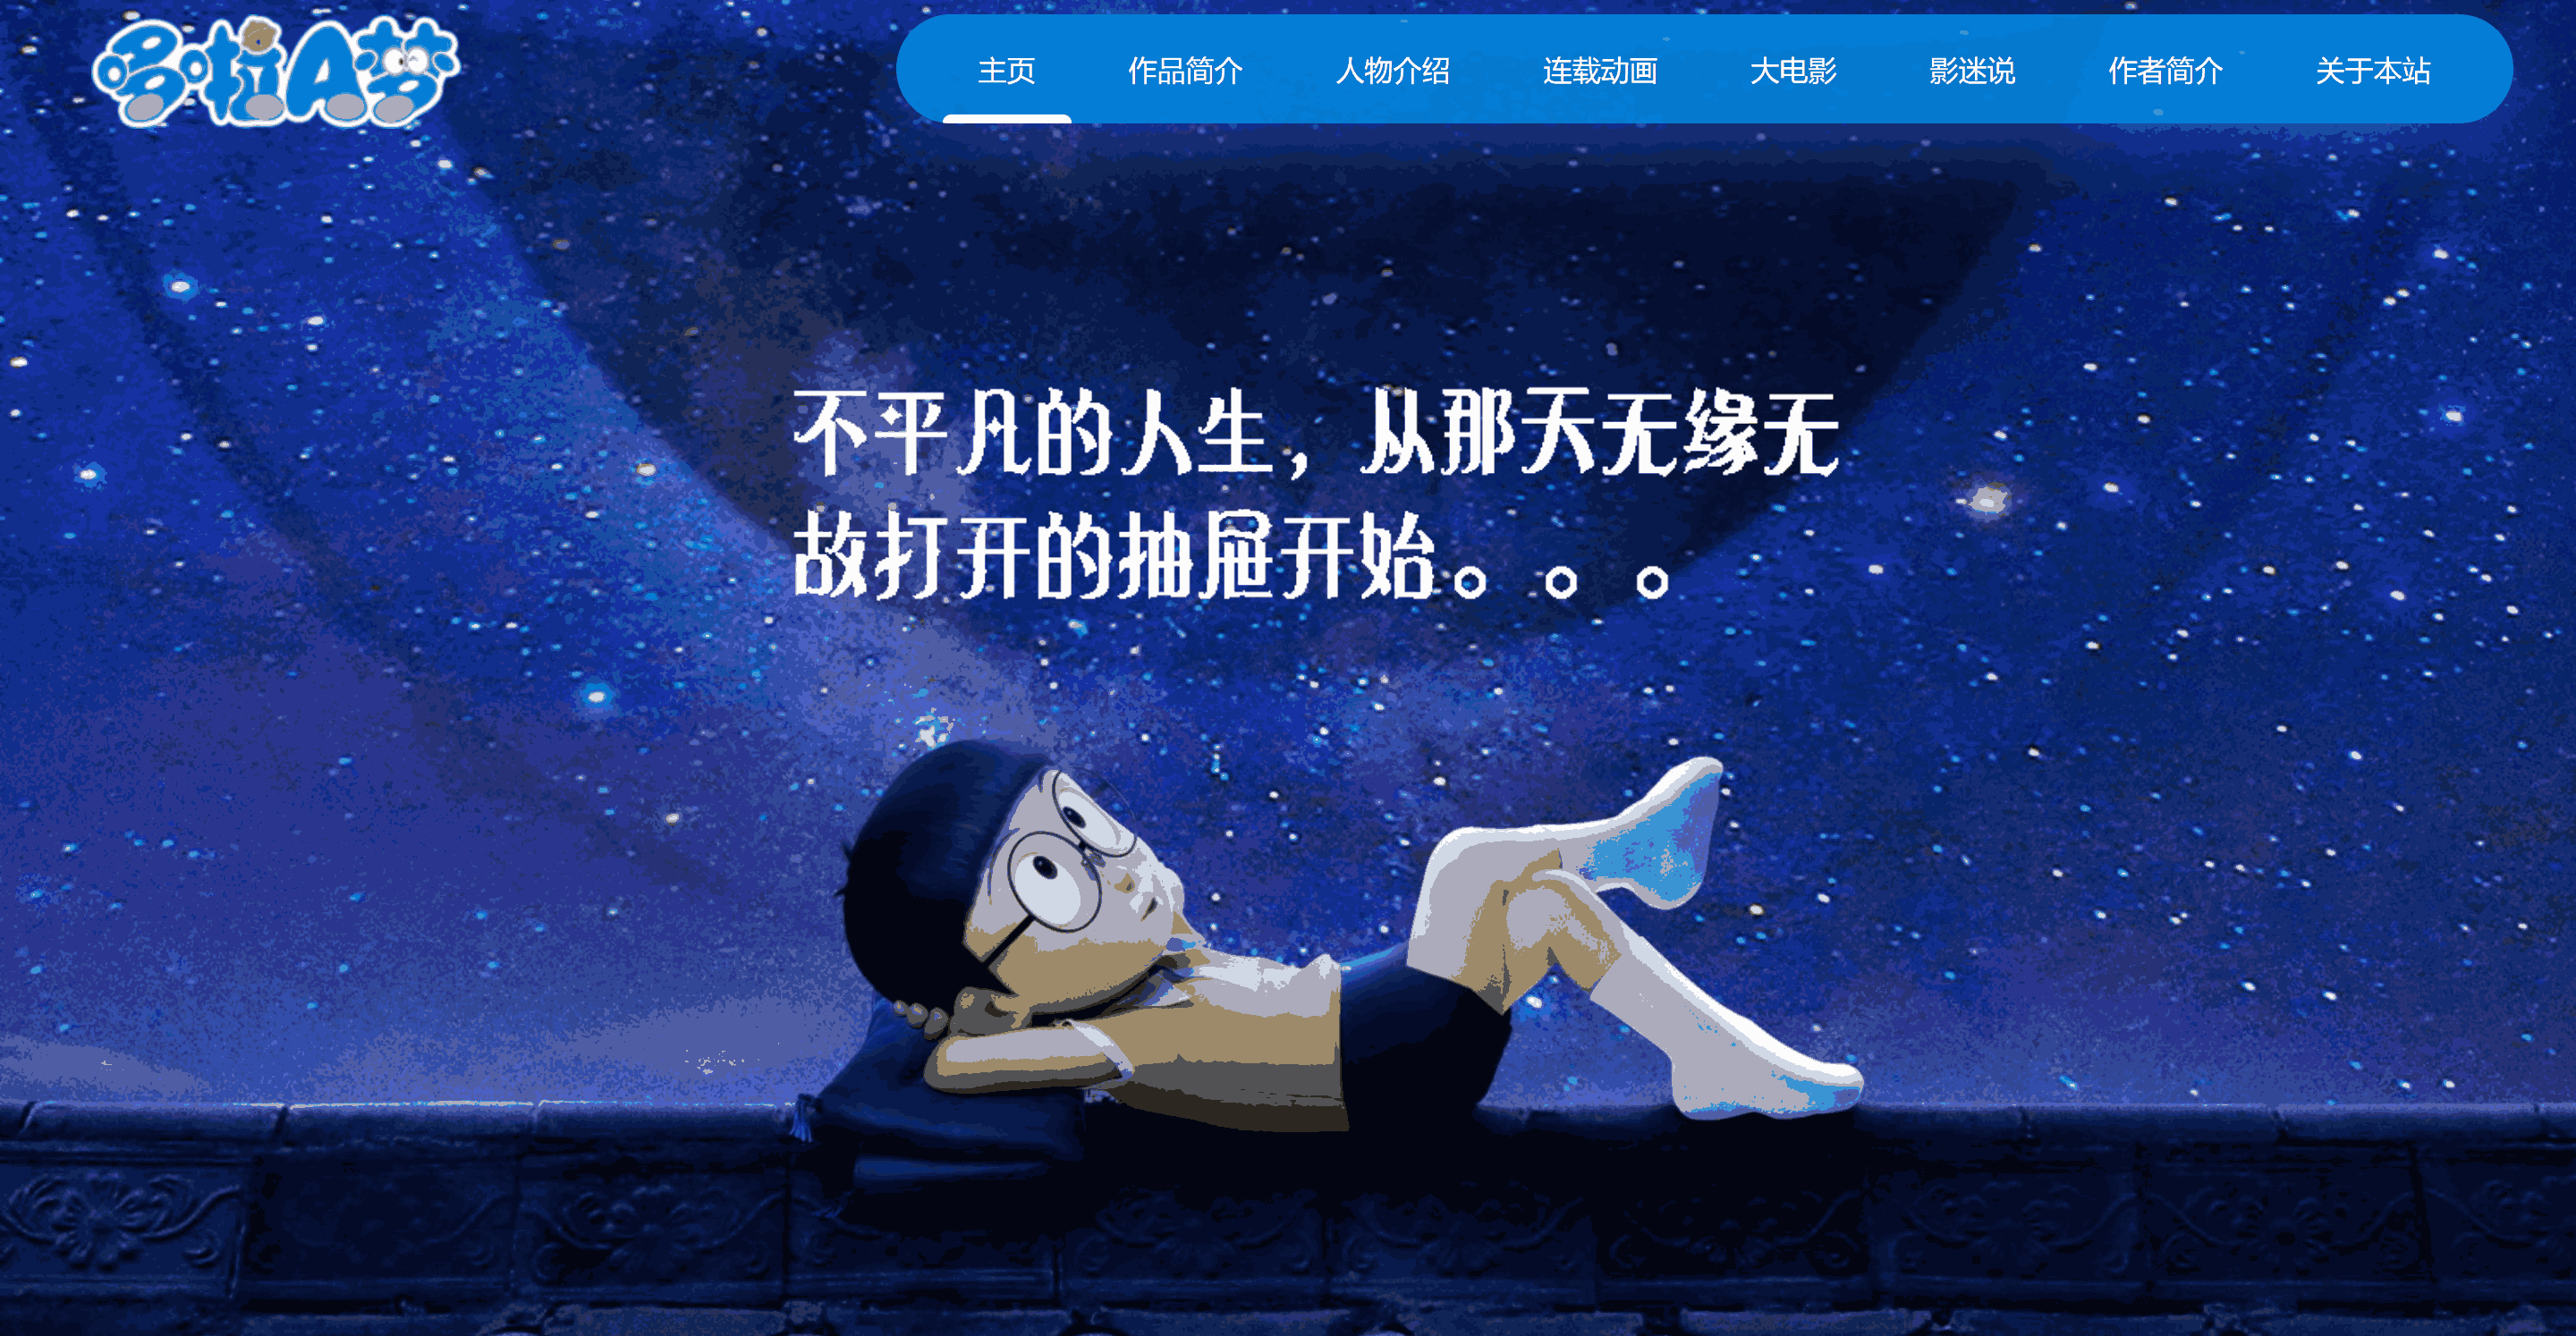 哆啦A梦
主页 作品简介 人物介绍 连载动画 大电影 影迷说 作者简介 关于本站
不平凡的人生，从那天无缘无
故打开的抽屉开始。。。